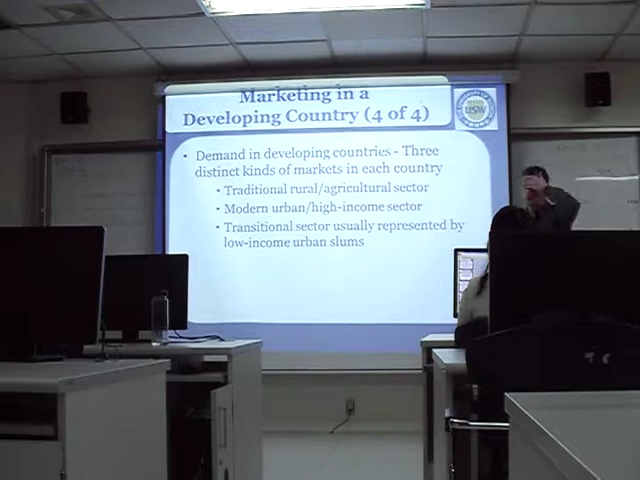 Marketing in a
Developing Country (4 of 4)
• Demand in developing countries - Three
distinct kinds of markets in each country
• Traditional rural/agricultural sector
• Modern urban/high-income sector
• Transitional sector usually represented by
low-income urban slums
USW